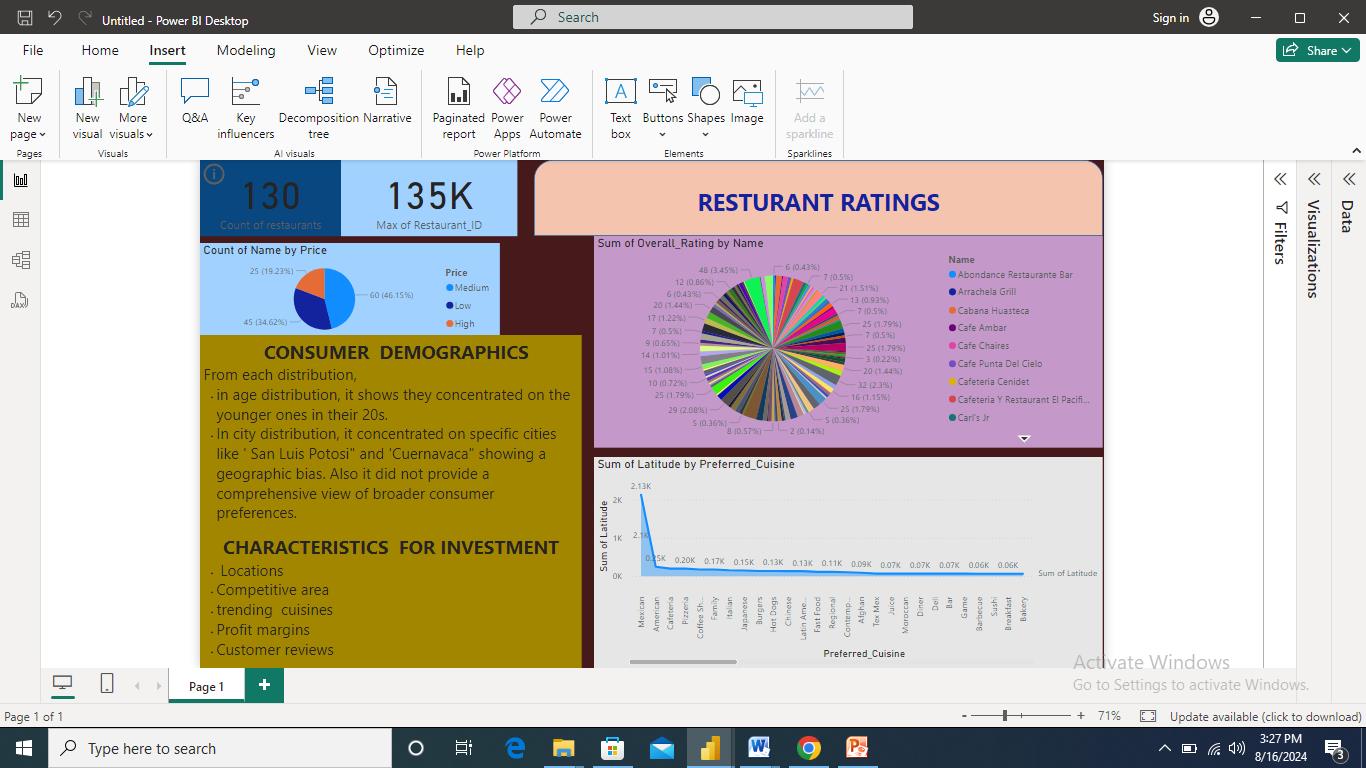 Untitled - Power BI Desktop
Search
Sign in
File
Home
Insert
Modeling
View
Optimize
Help
Share
New page
New visual
More visuals
Q&A
Key influencers
Decomposition tree
Narrative
Paginated report
Power Apps
Power Automate
Text box
Buttons
Shapes
Image
Add a sparkline
Pages
Visuals
AI visuals
Power Platform
Elements
Sparklines
130
Count of restaurants
135K
Max of Restaurant_ID
RESTURANT RATINGS
Count of Name by Price
25 (19.23%)
60 (46.15%)
45 (34.62%)
Price
Medium
Low
High
CONSUMER DEMOGRAPHICS
From each distribution,
. in age distribution, it shows they concentrated on the
younger ones in their 20s.
. In city distribution, it concentrated on specific cities
like ' San Luis Potosi" and 'Cuernavaca" showing a
geographic bias. Also it did not provide a
comprehensive view of broader consumer
preferences.
CHARACTERISTICS FOR INVESTMENT
. Locations
. Competitive area
. trending cuisines
. Profit margins
. Customer reviews
Sum of Overall_Rating by Name
48 (3.45%)
12 (0.86%)
6 (0.43%)
20 (1.44%)
17 (1.22%)
7 (0.5%)
9 (0.65%)
14 (1.01%)
15 (1.08%)
10 (0.72%)
25 (1.79%)
29 (2.08%)
5 (0.36%)
8 (0.57%)
6 (0.43%)
7 (0.5%)
21 (1.51%)
13 (0.93%)
25 (1.79%)
7 (0.5%)
25 (1.79%)
3 (0.22%)
20 (1.44%)
32 (2.3%)
16 (1.15%)
25 (1.79%)
5 (0.36%)
2 (0.14%)
Name
Abondance Restaurante Bar
Arrachela Grill
Cabana Huasteca
Cafe Ambar
Cafe Chaires
Cafe Punta Del Cielo
Cafeteria Cenidet
Cafeteria Y Restaurant El Pacifi...
Carl's Jr
Sum of Latitude by Preferred_Cuisine
Sum of Latitude
2K
1K
0K
2.13K
0.25K
0.20K
0.17K
0.15K
0.13K
0.13K
0.11K
0.09K
0.07K
0.07K
0.07K
0.06K
0.06K
Sum of Latitude
Mexican
American
Cafeteria
Pizzeria
Coffee Sh...
Family
Italian
Japanese
Burgers
Hot Dogs
Chinese
Latin Ame...
Fast Food
Regional
Contemp...
Afghan
Tex Mex
Juice
Moroccan
Diner
Deli
Bar
Game
Barbecue
Sushi
Breakfast
Bakery
Preferred_Cuisine
Filters
Visualizations
Data
Activate Windows
Go to Settings to activate Windows.
Page 1
Page 1 of 1
71%
Update available (click to download)
Type here to search
3:27 PM
8/16/2024
3